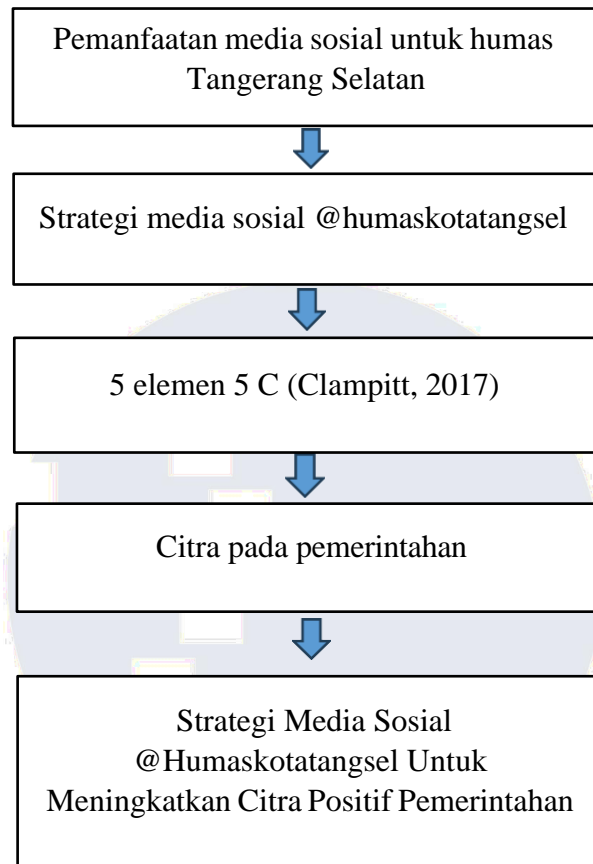 Pemanfaatan media sosial untuk humas
Tangerang Selatan
Strategi media sosial @humaskotatangsel
5 elemen 5 C (Clampitt, 2017)
Citra pada pemerintahan
Strategi Media Sosial
@Humaskotatangsel Untuk
Meningkatkan Citra Positif Pemerintahan